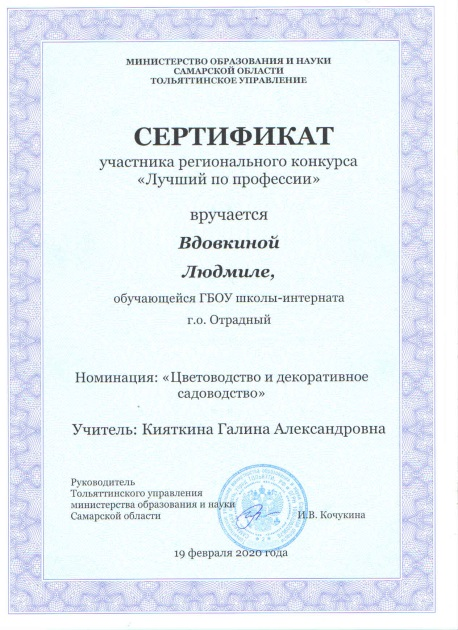 МИНИСТЕРСТВО ОБРАЗОВАНИЯ И НАУКИ
САМАРСКОЙ ОБЛАСТИ
ТОЛЬЯТТИНСКОЕ УПРАВЛЕНИЕ
СЕРТИФИКАТ
участника регионального конкурса
«Лучший по профессии»
вручается
Вдовкиной
Людмиле,
обучающейся ГБОУ школы-интерната
г.о. Отрадный
Номинация: «Цветоводство и декоративное
садоводство»
Учитель: Кияткина Галина Александровна
Руководитель
Тольяттинского управления
министерства образования и науки
Самарской области
И.В. Кочукина
19 февраля 2020 года